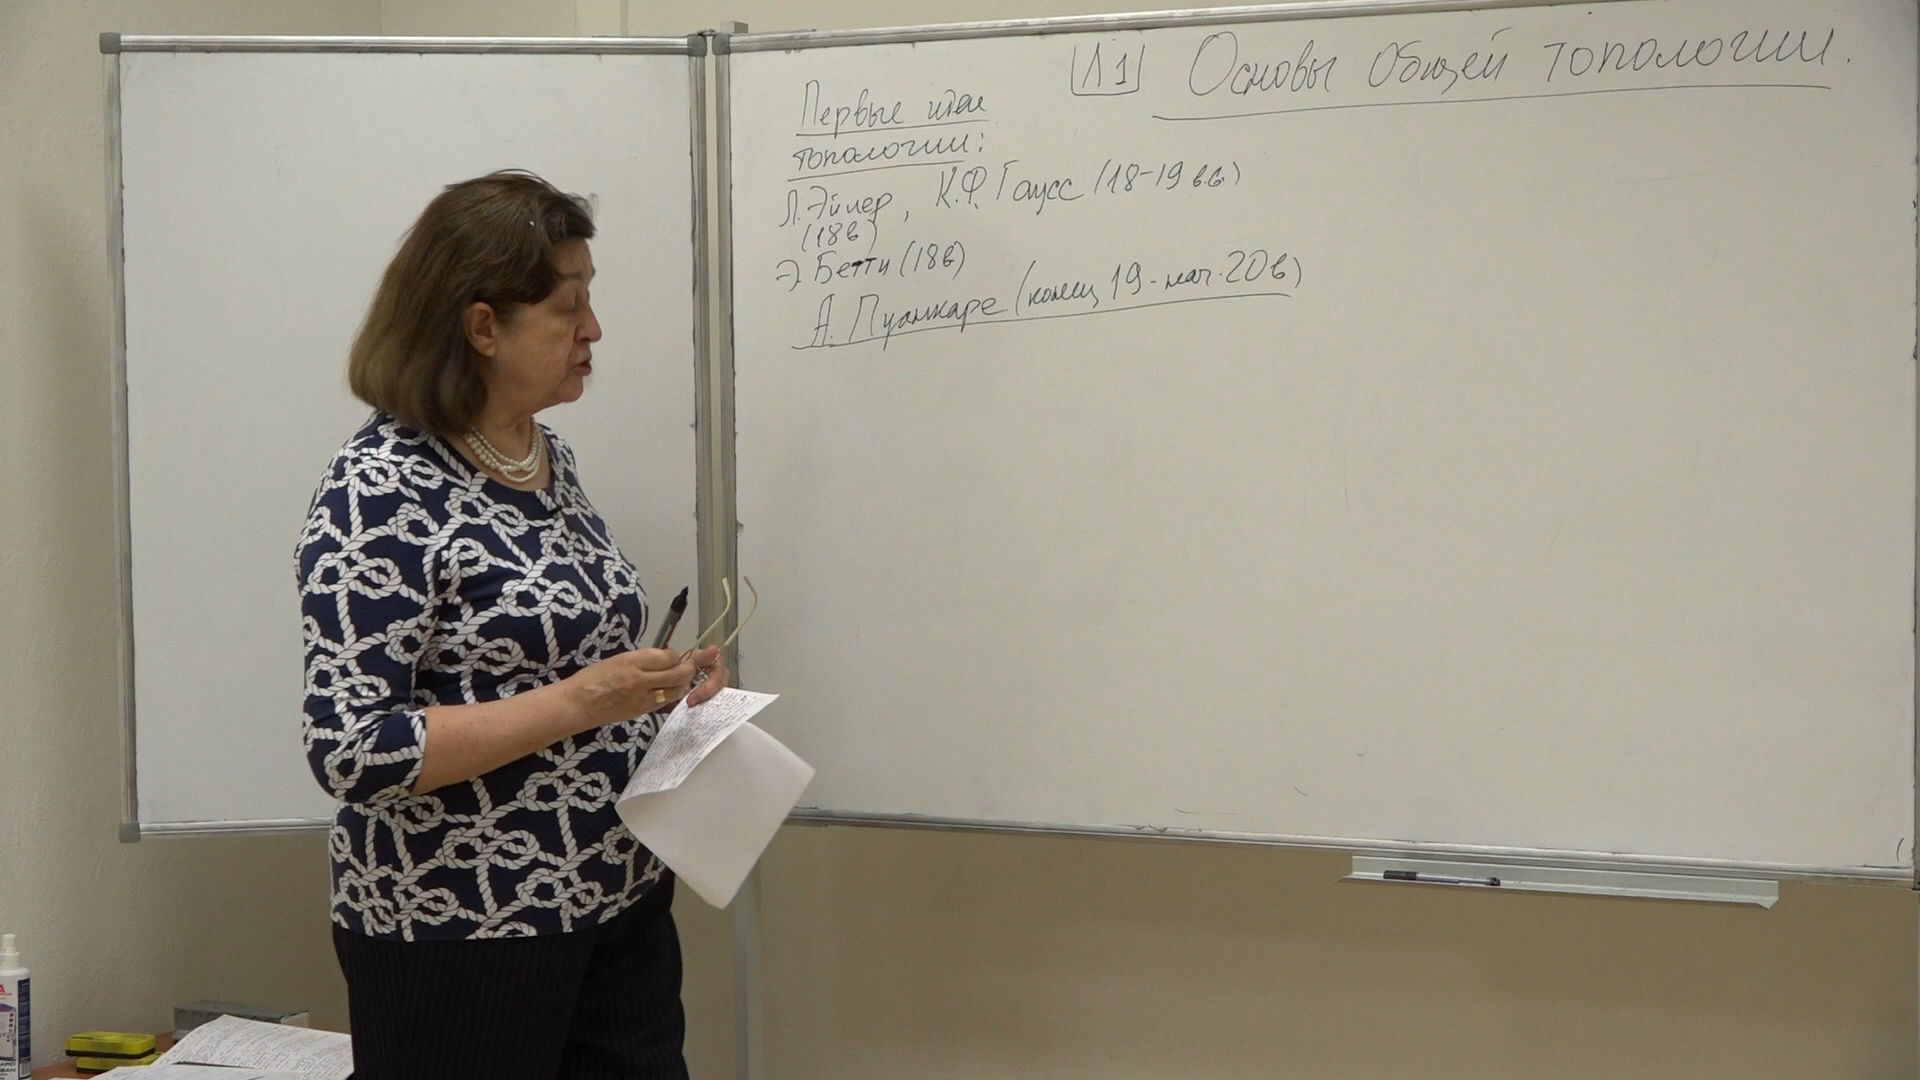 Л1 Основы общей топологии.
Первые идеи
топологии:
Л. Эйлер, К.Ф. Гаусс (18-19 в.в.)
(18в)
Э. Бетти (18в)
А. Пуанкаре (конец 19 - нач. 20в)